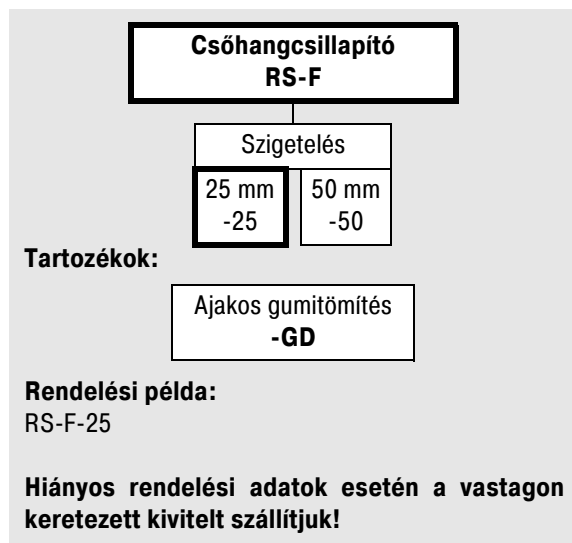 Csőhangcsillapító
RS-F
Szigetelés
25 mm 50 mm
-25 -50
Tartozékok:
Ajakos gumitömítés
-GD
Rendelési példa:
RS-F-25
Hiányos rendelési adatok esetén a vastagon
keretezett kivitelt szállítjuk!